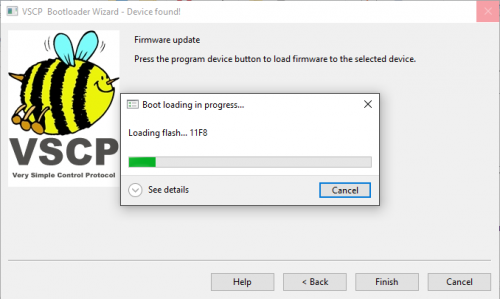 VSCP Bootloader Wizard - Device found!
Firmware update
Press the program device button to load firmware to the selected device.
VSCP
Very Simple Control Protocol
Boot loading in progress...
Loading flash... 11F8
See details
Cancel
Help
< Back
Finish
Cancel